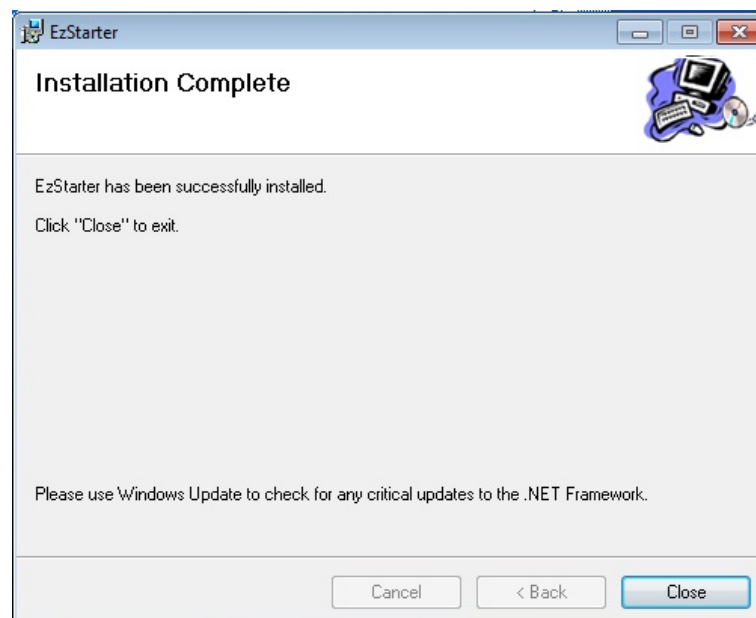 EzStarter
Installation Complete
EzStarter has been successfully installed.
Click "Close" to exit.
Please use Windows Update to check for any critical updates to the .NET Framework.
Cancel
< Back
Close